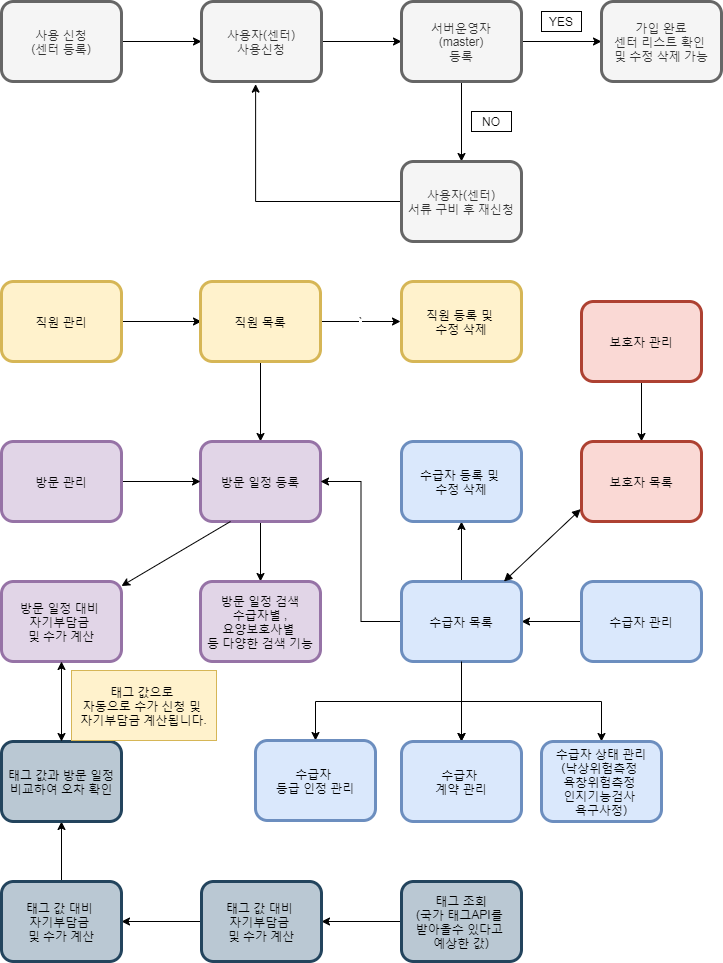 사용 신청
(센터 등록)
사용자(센터)
사용신청
서버운영자
(master)
등록
YES
가입 완료
센터 리스트 확인
및 수정 삭제 가능
NO
사용자(센터)
서류 구비 후 재신청
직원 관리
직원 목록
`
직원 등록 및
수정 삭제
보호자 관리
방문 관리
방문 일정 등록
수급자 등록 및
수정 삭제
보호자 목록
방문 일정 대비
자기부담금
및 수가 계산
방문 일정 검색
수급자별 ,
요양보호사별
등 다양한 검색 기능
수급자 목록
수급자 관리
태그 값으로
자동으로 수가 신청 및
자기부담금 계산됩니다.
태그 값과 방문 일정
비교하여 오차 확인
수급자
등급 인정 관리
수급자
계약 관리
수급자 상태 관리
(낙상위험측정
욕창위험측정
인지기능검사
욕구사정)
태그 값 대비
자기부담금
및 수가 계산
태그 값 대비
자기부담금
및 수가 계산
태그 조회
(국가 태그API를
받아올수 있다고
예상한 값)